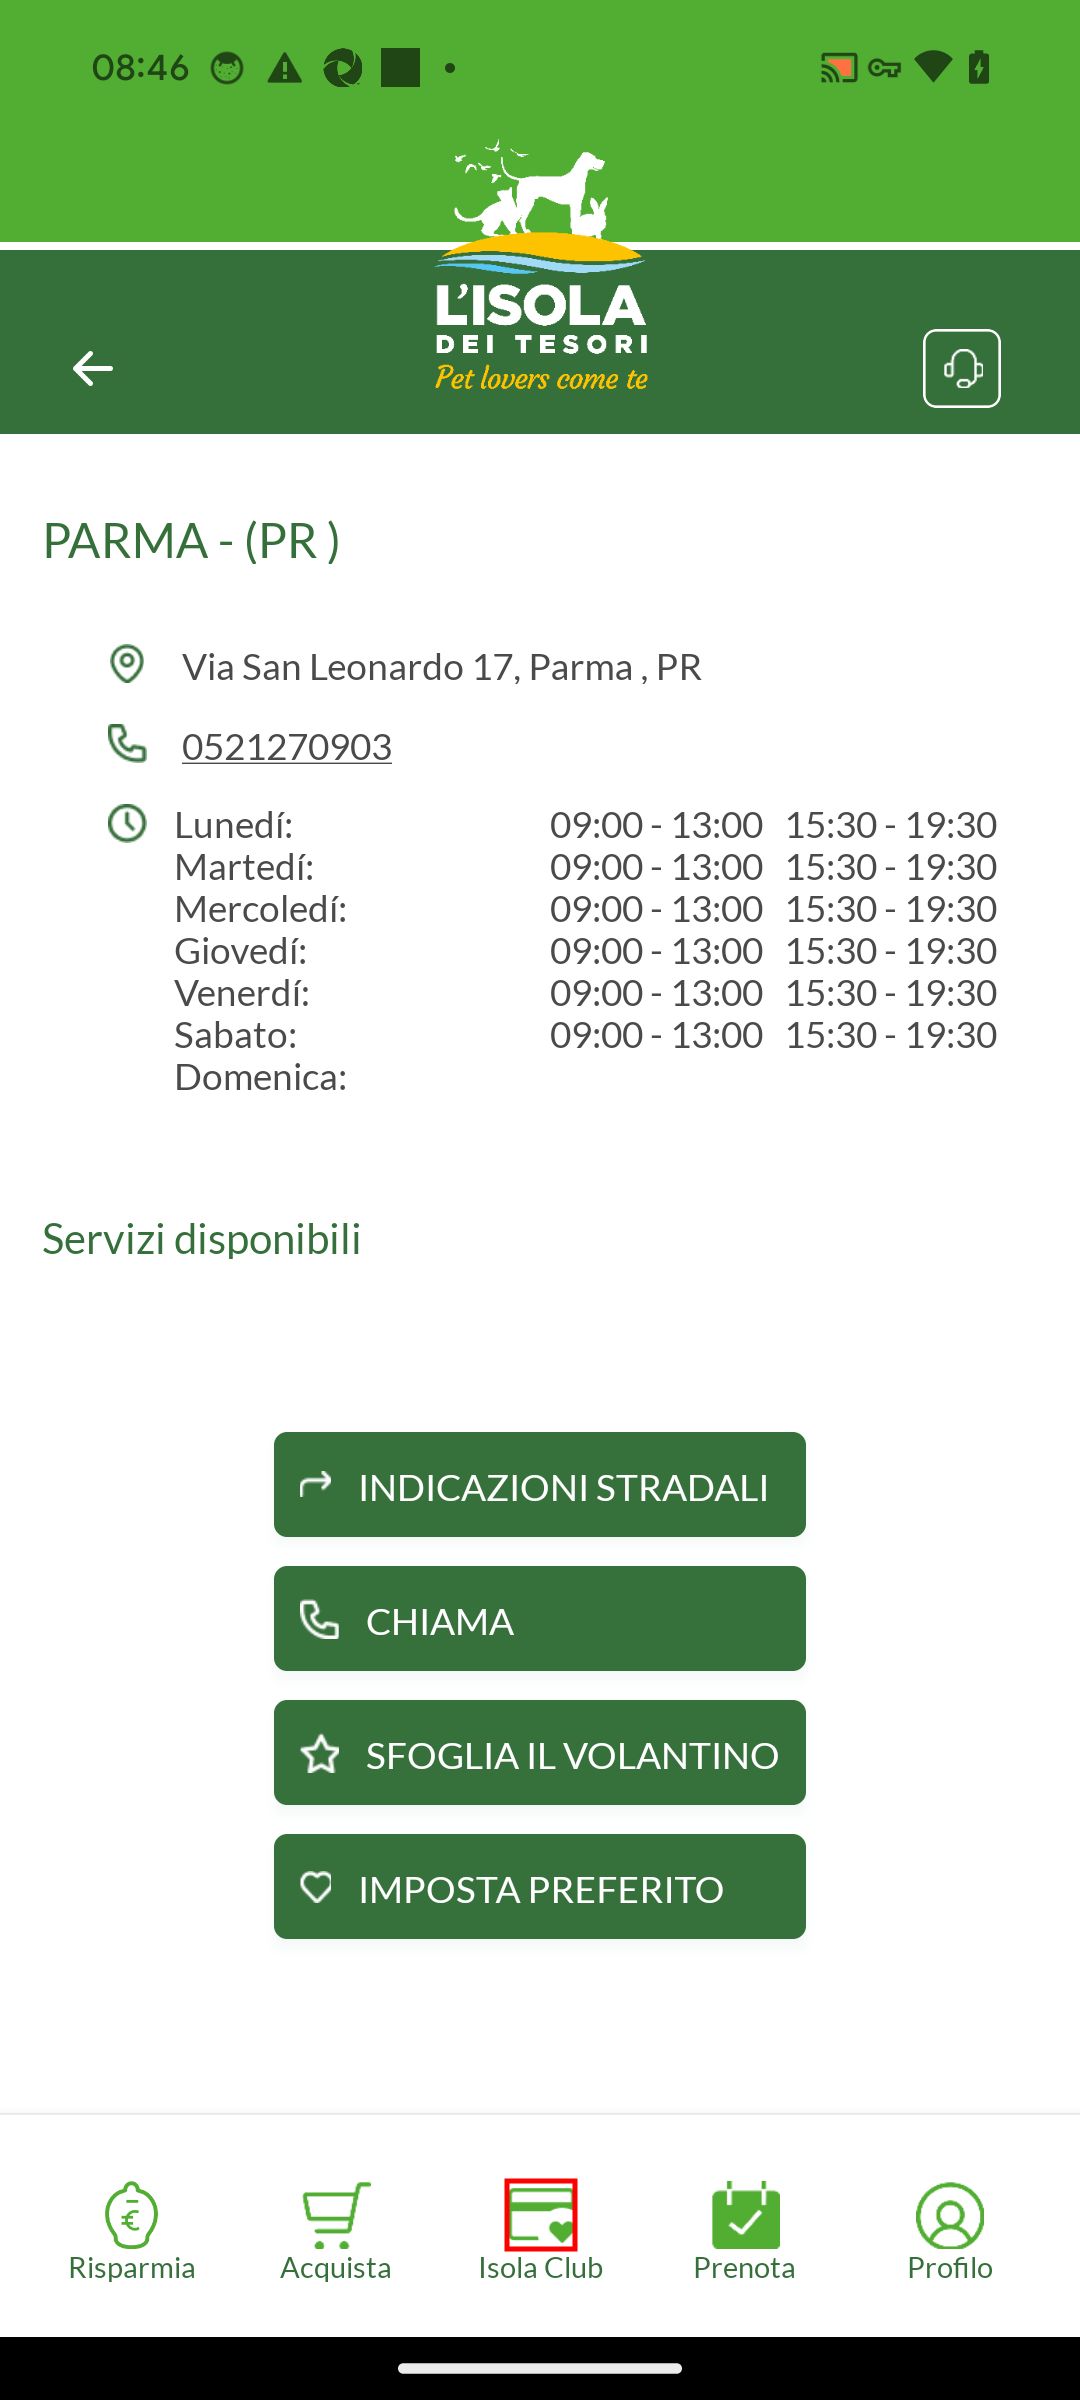 08:46
L'ISOLA
DEI TESORI
Pet lovers come te
PARMA - (PR )
Via San Leonardo 17, Parma , PR
0521270903
Lunedí: 09:00 - 13:00 15:30 - 19:30
Martedí: 09:00 - 13:00 15:30 - 19:30
Mercoledí: 09:00 - 13:00 15:30 - 19:30
Giovedí: 09:00 - 13:00 15:30 - 19:30
Venerdí: 09:00 - 13:00 15:30 - 19:30
Sabato: 09:00 - 13:00 15:30 - 19:30
Domenica:
Servizi disponibili
INDICAZIONI STRADALI
CHIAMA
SFOGLIA IL VOLANTINO
IMPOSTA PREFERITO
Risparmia Acquista Isola Club Prenota Profilo